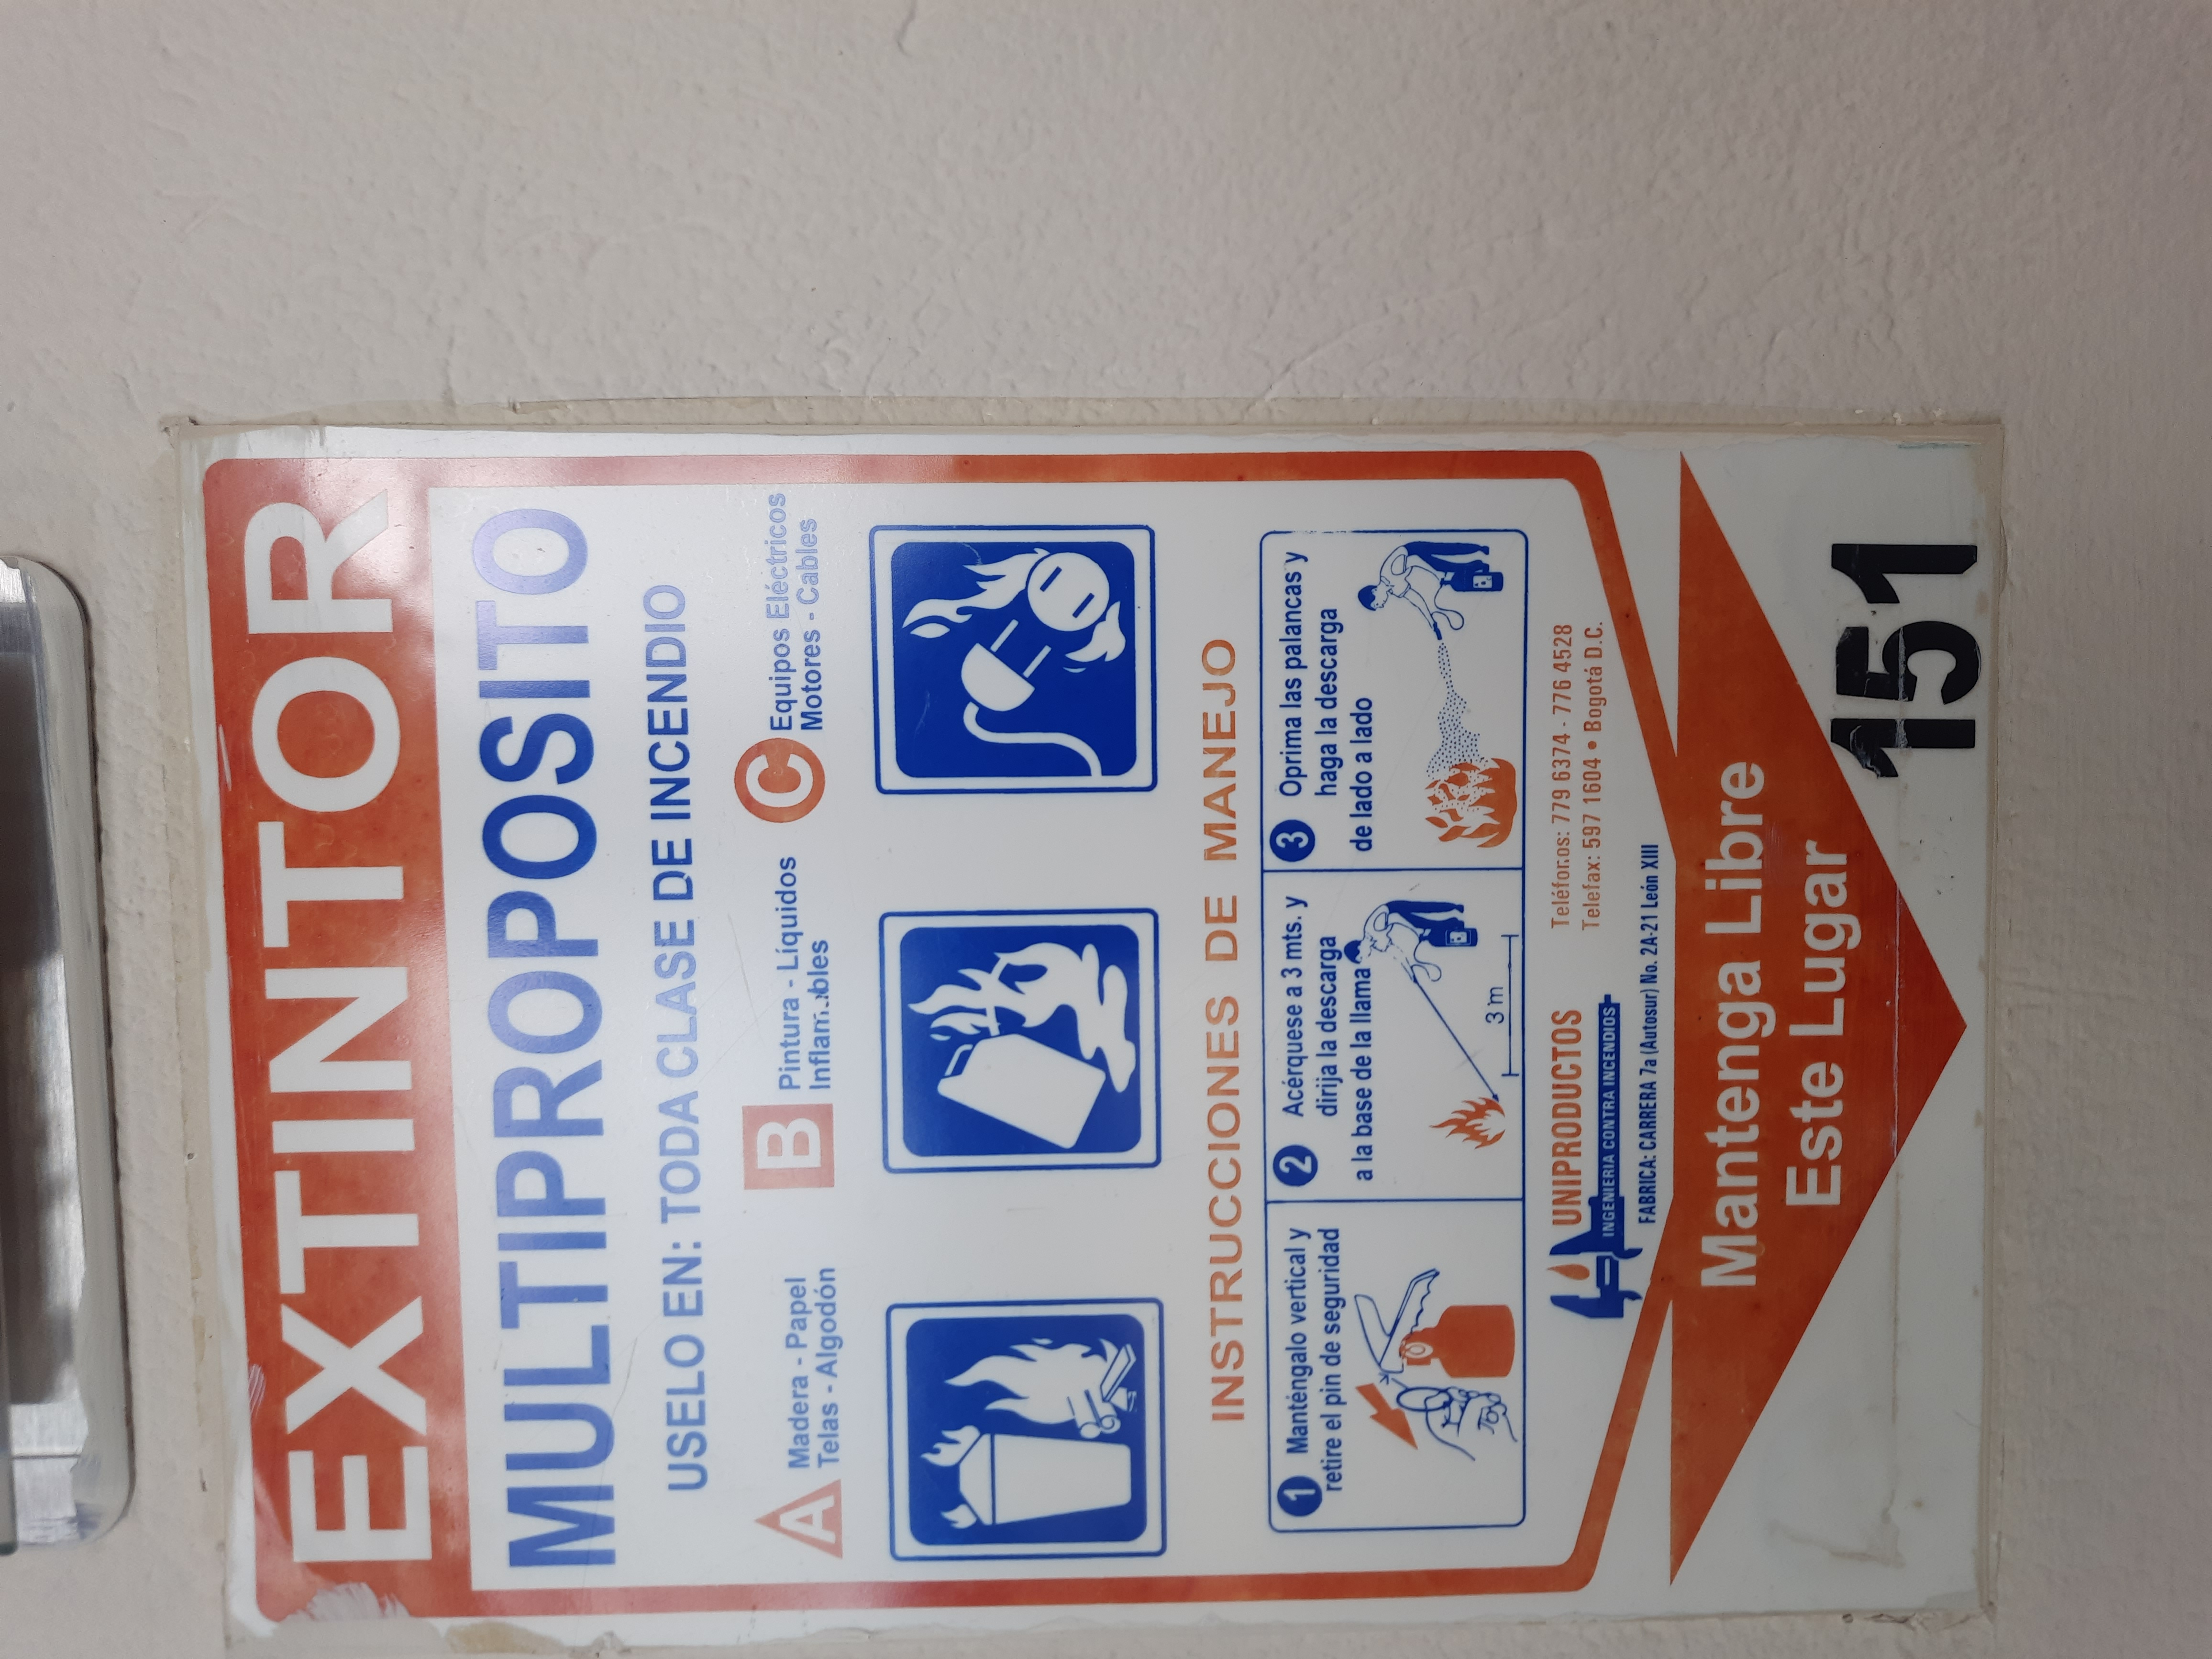 EXTINTOR
MULTIPROPOSITO
USELO EN: TODA CLASE DE INCENDIO
A
Madera - Papel
Telas - Algodón
B
Pintura - Líquidos
Inflamables
C
Equipos Eléctricos
Motores - Cables
INSTRUCCIONES DE MANEJO
1 Manténgalo vertical y
retire el pin de seguridad
2 Acérquese a 3 mts. y
dirija la descarga
a la base de la llama
3 m
3 Oprima las palancas y
haga la descarga
de lado a lado
UNIPRODUCTOS
INGENIERIA CONTRA INCENDIOS
Teléfonos: 779 6374 - 776 4528
Telefax: 597 1604 • Bogotá D.C.
FABRICA: CARRERA 7a (Autosur) No. 2A-21 León XIII
Mantenga Libre
Este Lugar
151